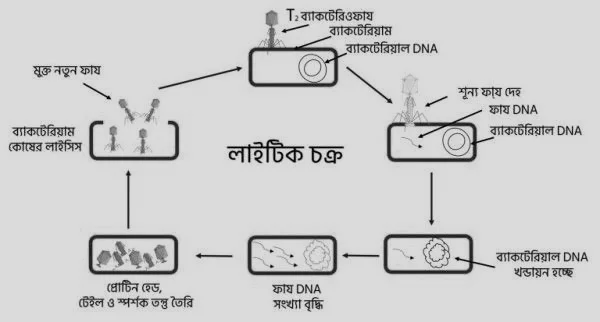 T₂ ব্যাকটেরিওফায
ব্যাকটেরিয়াম
ব্যাকটেরিয়াল DNA
মুক্ত নতুন ফায
শূন্য ফায দেহ
ফায DNA
ব্যাকটেরিয়াল DNA
ব্যাকটেরিয়াম
কোষের লাইসিস
লাইটিক চক্র
ব্যাকটেরিয়াল DNA
খন্ডায়ন হচ্ছে
ফায DNA
সংখ্যা বৃদ্ধি
প্রোটিন হেড,
টেইল ও স্পর্শক তন্তু তৈরি